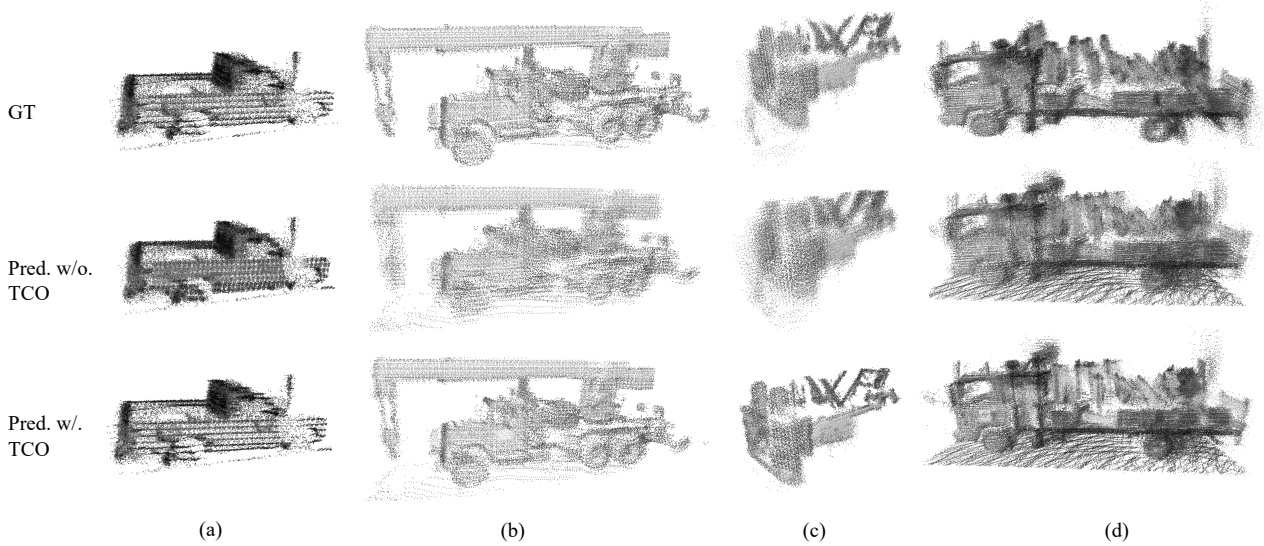 GT
Pred. w/o.
TCO
Pred. w/.
TCO
(a)
(b)
(c)
(d)